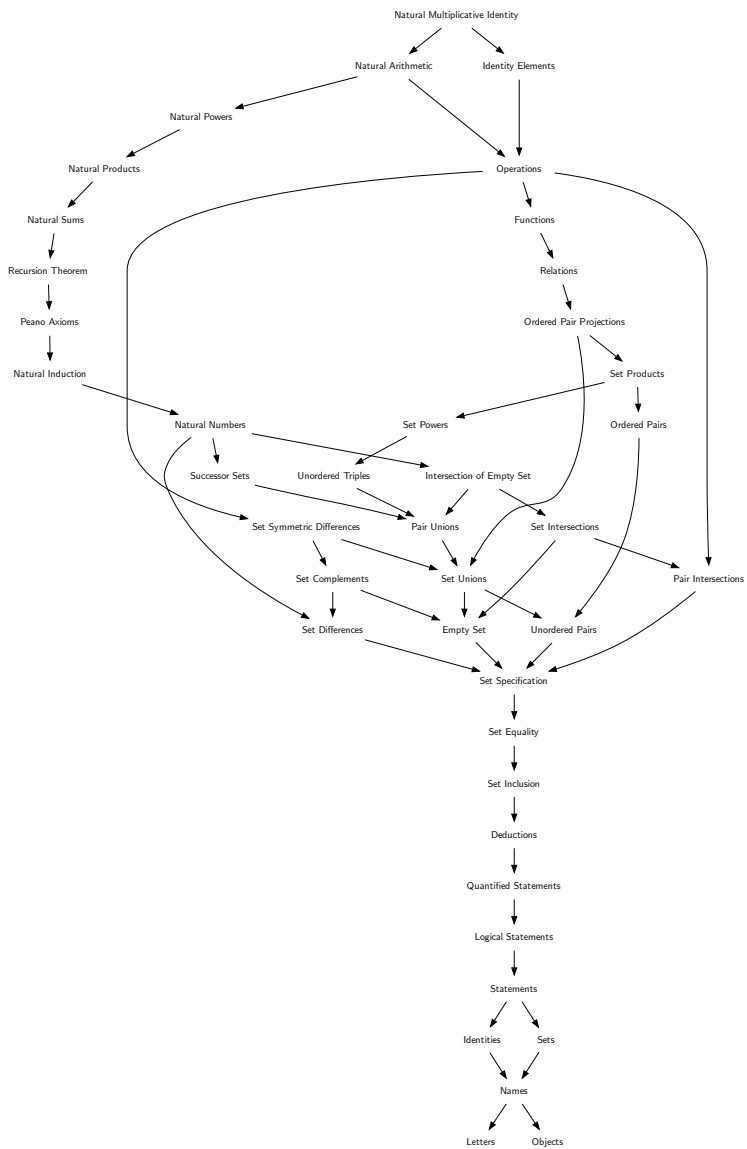 Natural Multiplicative Identity
Natural Arithmetic
Identity Elements
Natural Powers
Natural Products
Operations
Natural Sums
Functions
Recursion Theorem
Relations
Peano Axioms
Ordered Pair Projections
Natural Induction
Set Products
Natural Numbers
Set Powers
Ordered Pairs
Successor Sets
Unordered Triples
Intersection of Empty Set
Set Symmetric Differences
Pair Unions
Set Intersections
Set Complements
Set Unions
Pair Intersections
Set Differences
Empty Set
Unordered Pairs
Set Specification
Set Equality
Set Inclusion
Deductions
Quantified Statements
Logical Statements
Statements
Identities
Sets
Names
Letters
Objects